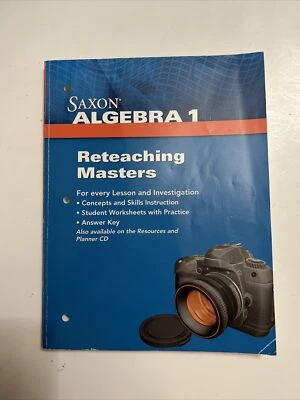 SAXON™
ALGEBRA 1
Reteaching
Masters
For every Lesson and Investigation
• Concepts and Skills Instruction
• Student Worksheets with Practice
• Answer Key
Also available on the Resources and
Planner CD